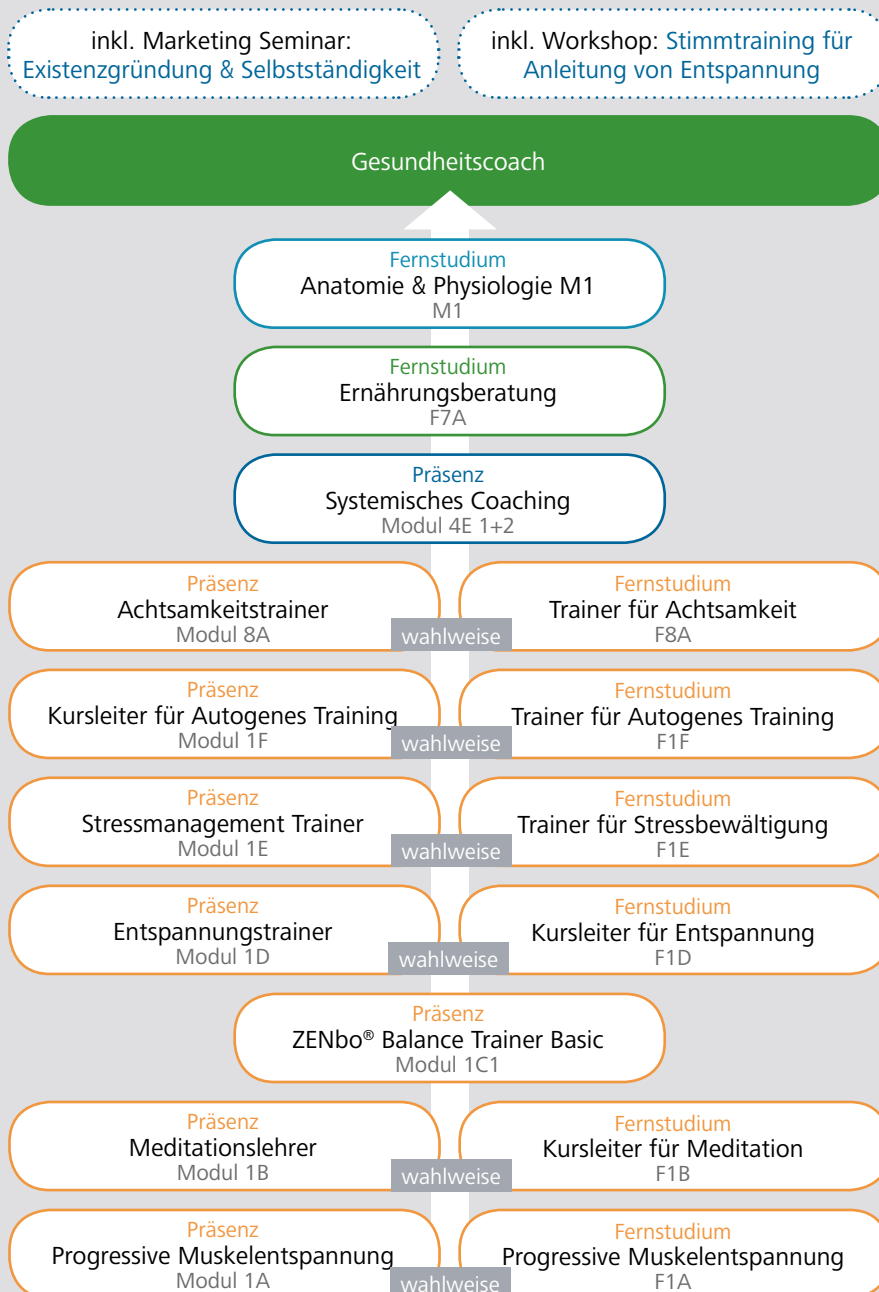 inkl. Marketing Seminar:
Existenzgründung & Selbstständigkeit
inkl. Workshop: Stimmtraining für
Anleitung von Entspannung
Gesundheitscoach
Fernstudium
Anatomie & Physiologie M1
M1
Fernstudium
Ernährungsberatung
F7A
Präsenz
Systemisches Coaching
Modul 4E 1+2
Präsenz
Achtsamkeitstrainer
Modul 8A
wahlweise
Fernstudium
Trainer für Achtsamkeit
F8A
Präsenz
Kursleiter für Autogenes Training
Modul 1F
wahlweise
Fernstudium
Trainer für Autogenes Training
F1F
Präsenz
Stressmanagement Trainer
Modul 1E
wahlweise
Fernstudium
Trainer für Stressbewältigung
F1E
Präsenz
Entspannungstrainer
Modul 1D
wahlweise
Fernstudium
Kursleiter für Entspannung
F1D
Präsenz
ZENbo® Balance Trainer Basic
Modul 1C1
Präsenz
Meditationslehrer
Modul 1B
wahlweise
Fernstudium
Kursleiter für Meditation
F1B
Präsenz
Progressive Muskelentspannung
Modul 1A
wahlweise
Fernstudium
Progressive Muskelentspannung
F1A